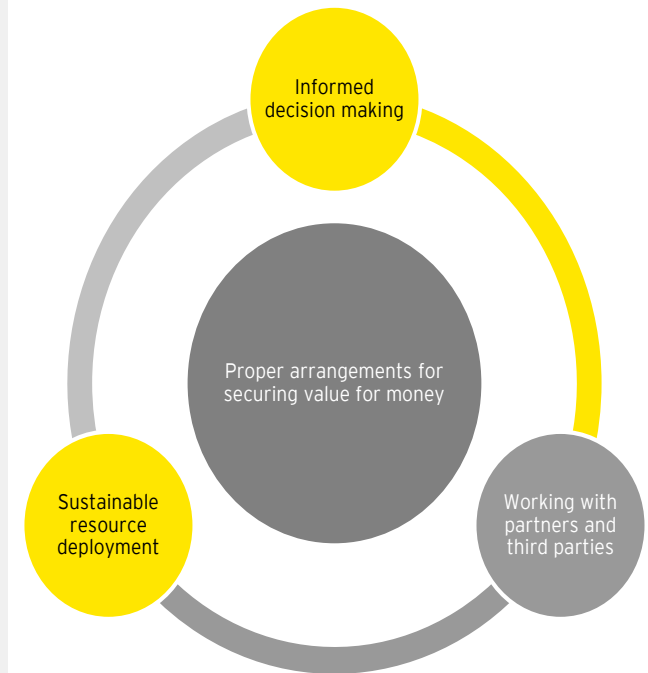 Informed
decision making
Proper arrangements for
securing value for money
Sustainable
resource
deployment
Working with
partners and
third parties